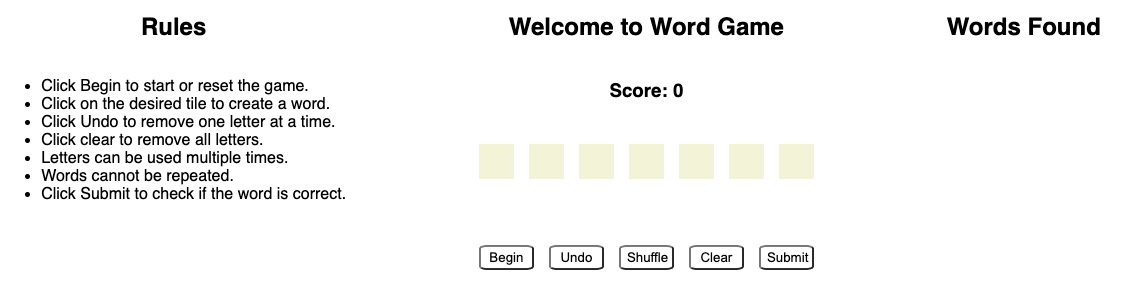 Rules
Click Begin to start or reset the game.
Click on the desired tile to create a word.
Click Undo to remove one letter at a time.
Click clear to remove all letters.
Letters can be used multiple times.
Words cannot be repeated.
Click Submit to check if the word is correct.
Welcome to Word Game
Score: 0
Begin Undo Shuffle Clear Submit
Words Found